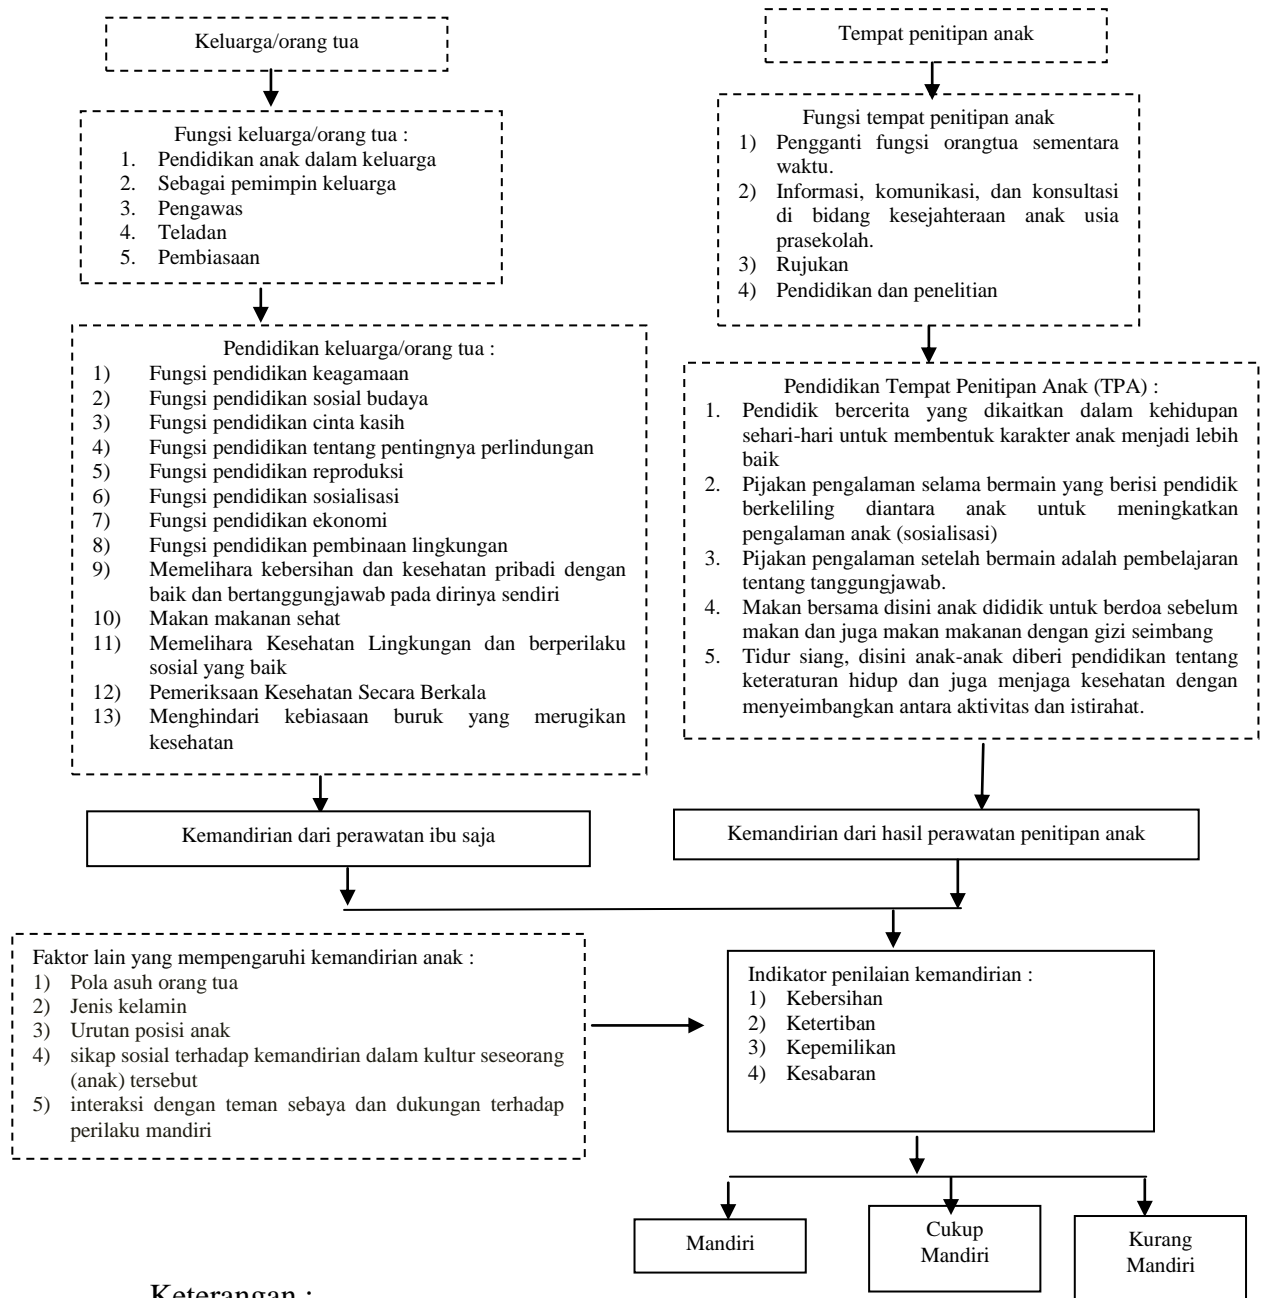 Keluarga/orang tua
Fungsi keluarga/orang tua :
1. Pendidikan anak dalam keluarga
2. Sebagai pemimpin keluarga
3. Pengawas
4. Teladan
5. Pembiasaan
Pendidikan keluarga/orang tua :
1) Fungsi pendidikan keagamaan
2) Fungsi pendidikan sosial budaya
3) Fungsi pendidikan cinta kasih
4) Fungsi pendidikan tentang pentingnya perlindungan
5) Fungsi pendidikan reproduksi
6) Fungsi pendidikan sosialisasi
7) Fungsi pendidikan ekonomi
8) Fungsi pendidikan pembinaan lingkungan
9) Memelihara kebersihan dan kesehatan pribadi dengan
baik dan bertanggungjawab pada dirinya sendiri
10) Makan makanan sehat
11) Memelihara Kesehatan Lingkungan dan berperilaku
sosial yang baik
12) Pemeriksaan Kesehatan Secara Berkala
13) Menghindari kebiasaan buruk yang merugikan
kesehatan
Kemandirian dari perawatan ibu saja
Tempat penitipan anak
Fungsi tempat penitipan anak
1) Pengganti fungsi orangtua sementara
waktu.
2) Informasi, komunikasi, dan konsultasi
di bidang kesejahteraan anak usia
prasekolah.
3) Rujukan
4) Pendidikan dan penelitian
Pendidikan Tempat Penitipan Anak (TPA) :
1. Pendidik bercerita yang dikaitkan dalam kehidupan
sehari-hari untuk membentuk karakter anak menjadi lebih
baik
2. Pijakan pengalaman selama bermain yang berisi pendidik
berkeliling diantara anak untuk meningkatkan
pengalaman anak (sosialisasi)
3. Pijakan pengalaman setelah bermain adalah pembelajaran
tentang tanggungjawab.
4. Makan bersama disini anak dididik untuk berdoa sebelum
makan dan juga makan makanan dengan gizi seimbang
5. Tidur siang, disini anak-anak diberi pendidikan tentang
keteraturan hidup dan juga menjaga kesehatan dengan
menyeimbangkan antara aktivitas dan istirahat.
Kemandirian dari hasil perawatan penitipan anak
Faktor lain yang mempengaruhi kemandirian anak :
1) Pola asuh orang tua
2) Jenis kelamin
3) Urutan posisi anak
4) sikap sosial terhadap kemandirian dalam kultur seseorang
(anak) tersebut
5) interaksi dengan teman sebaya dan dukungan terhadap
perilaku mandiri
Indikator penilaian kemandirian :
1) Kebersihan
2) Ketertiban
3) Kepemilikan
4) Kesabaran
Mandiri
Cukup
Mandiri
Kurang
Mandiri
Keterangan :